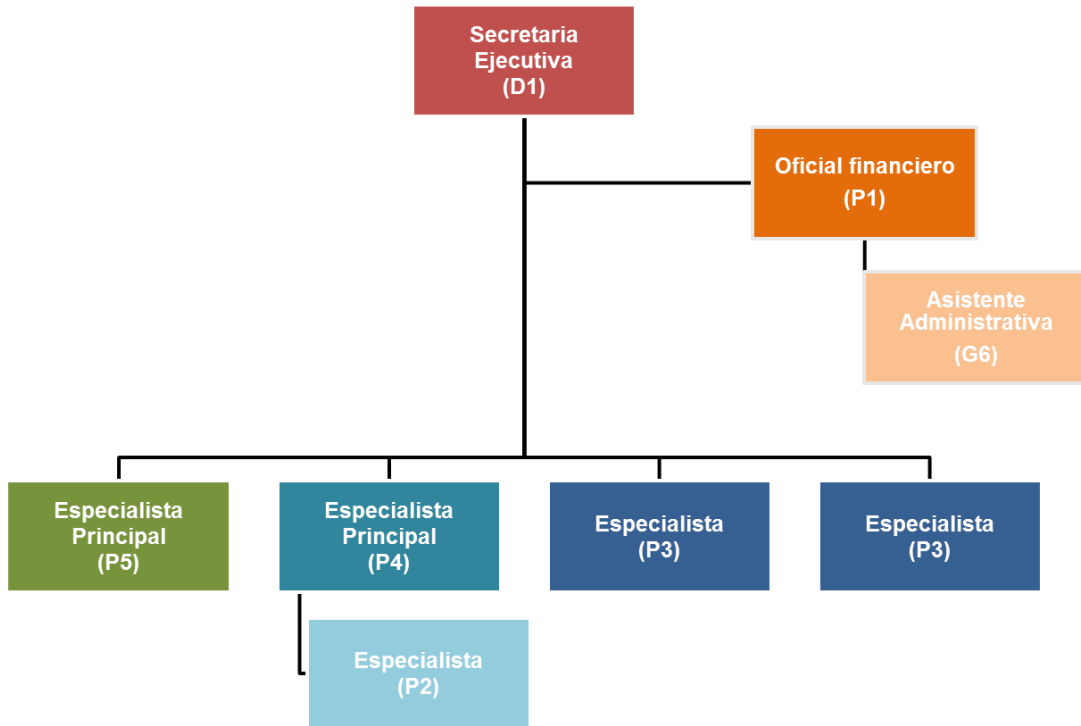 Secretaria
Ejecutiva
(D1)
Oficial financiero
(P1)
Asistente
Administrativa
(G6)
Especialista
Principal
(P5)
Especialista
Principal
(P4)
Especialista
(P3)
Especialista
(P3)
Especialista
(P2)